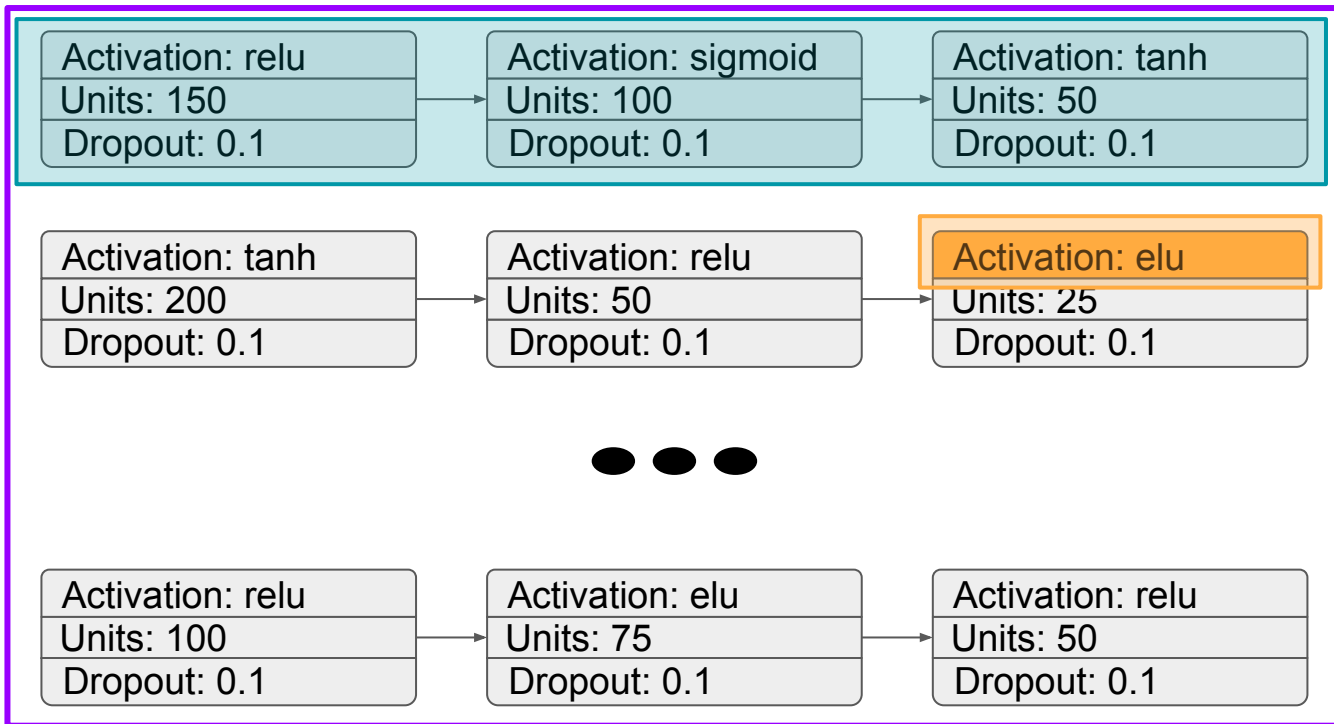 Activation: relu
Units: 150
Dropout: 0.1
Activation: sigmoid
Units: 100
Dropout: 0.1
Activation: tanh
Units: 50
Dropout: 0.1
Activation: tanh
Units: 200
Dropout: 0.1
Activation: relu
Units: 50
Dropout: 0.1
Activation: elu
Units: 25
Dropout: 0.1
Activation: relu
Units: 100
Dropout: 0.1
Activation: elu
Units: 75
Dropout: 0.1
Activation: relu
Units: 50
Dropout: 0.1